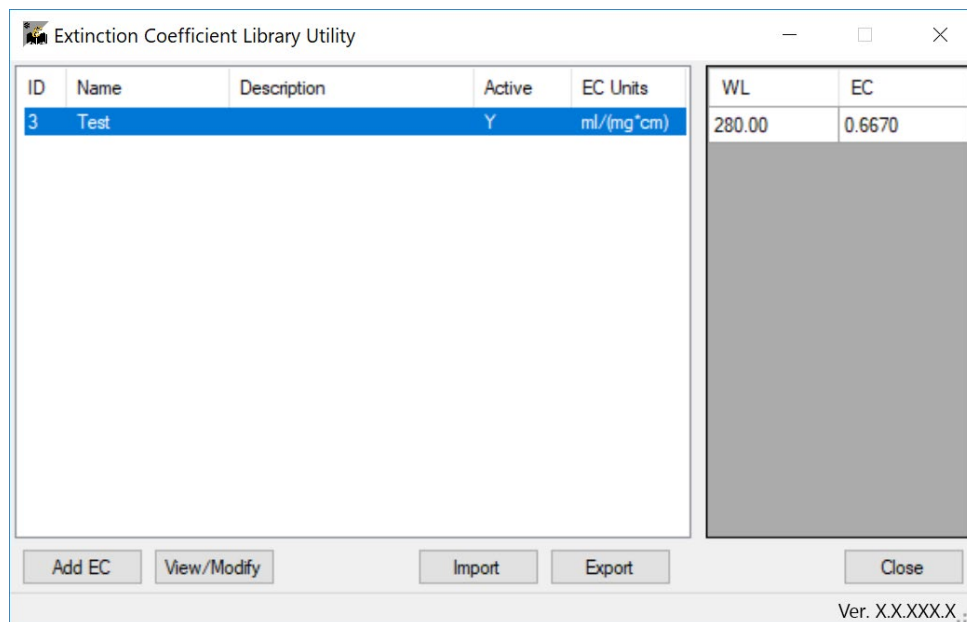 Extinction Coefficient Library Utility
ID Name Description Active EC Units WL EC
3 Test Y ml/(mg*cm) 280.00 0.6670
Add EC View/Modify Import Export Close
Ver. X.X.XXX.X